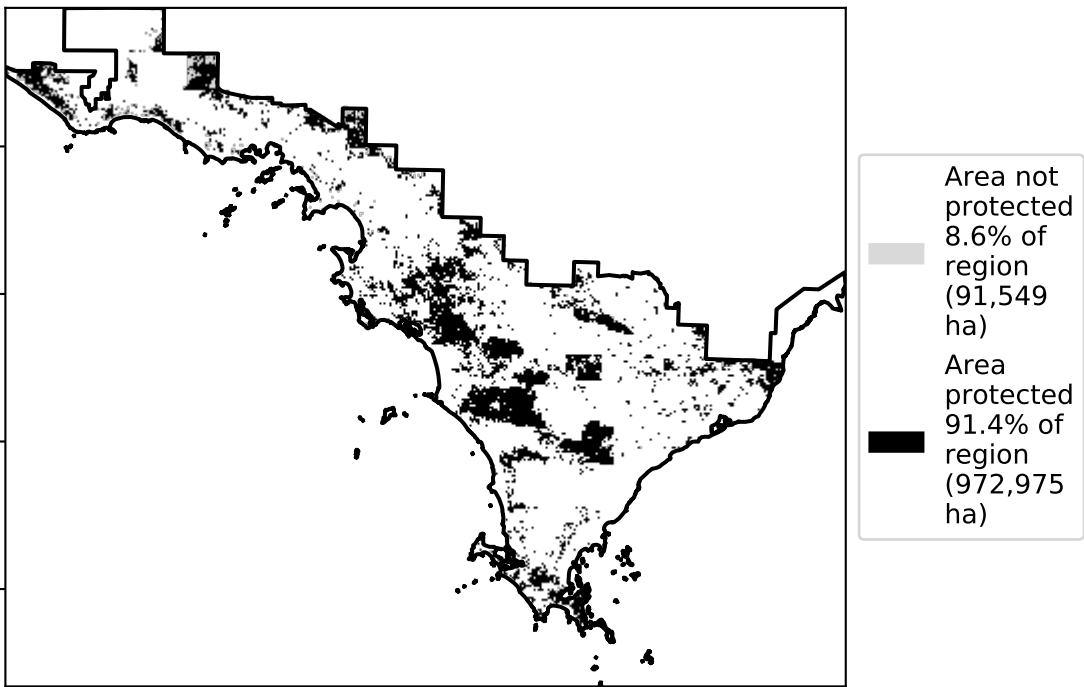 Area not
protected
8.6% of
region
(91,549
ha)
Area
protected
91.4% of
region
(972,975
ha)